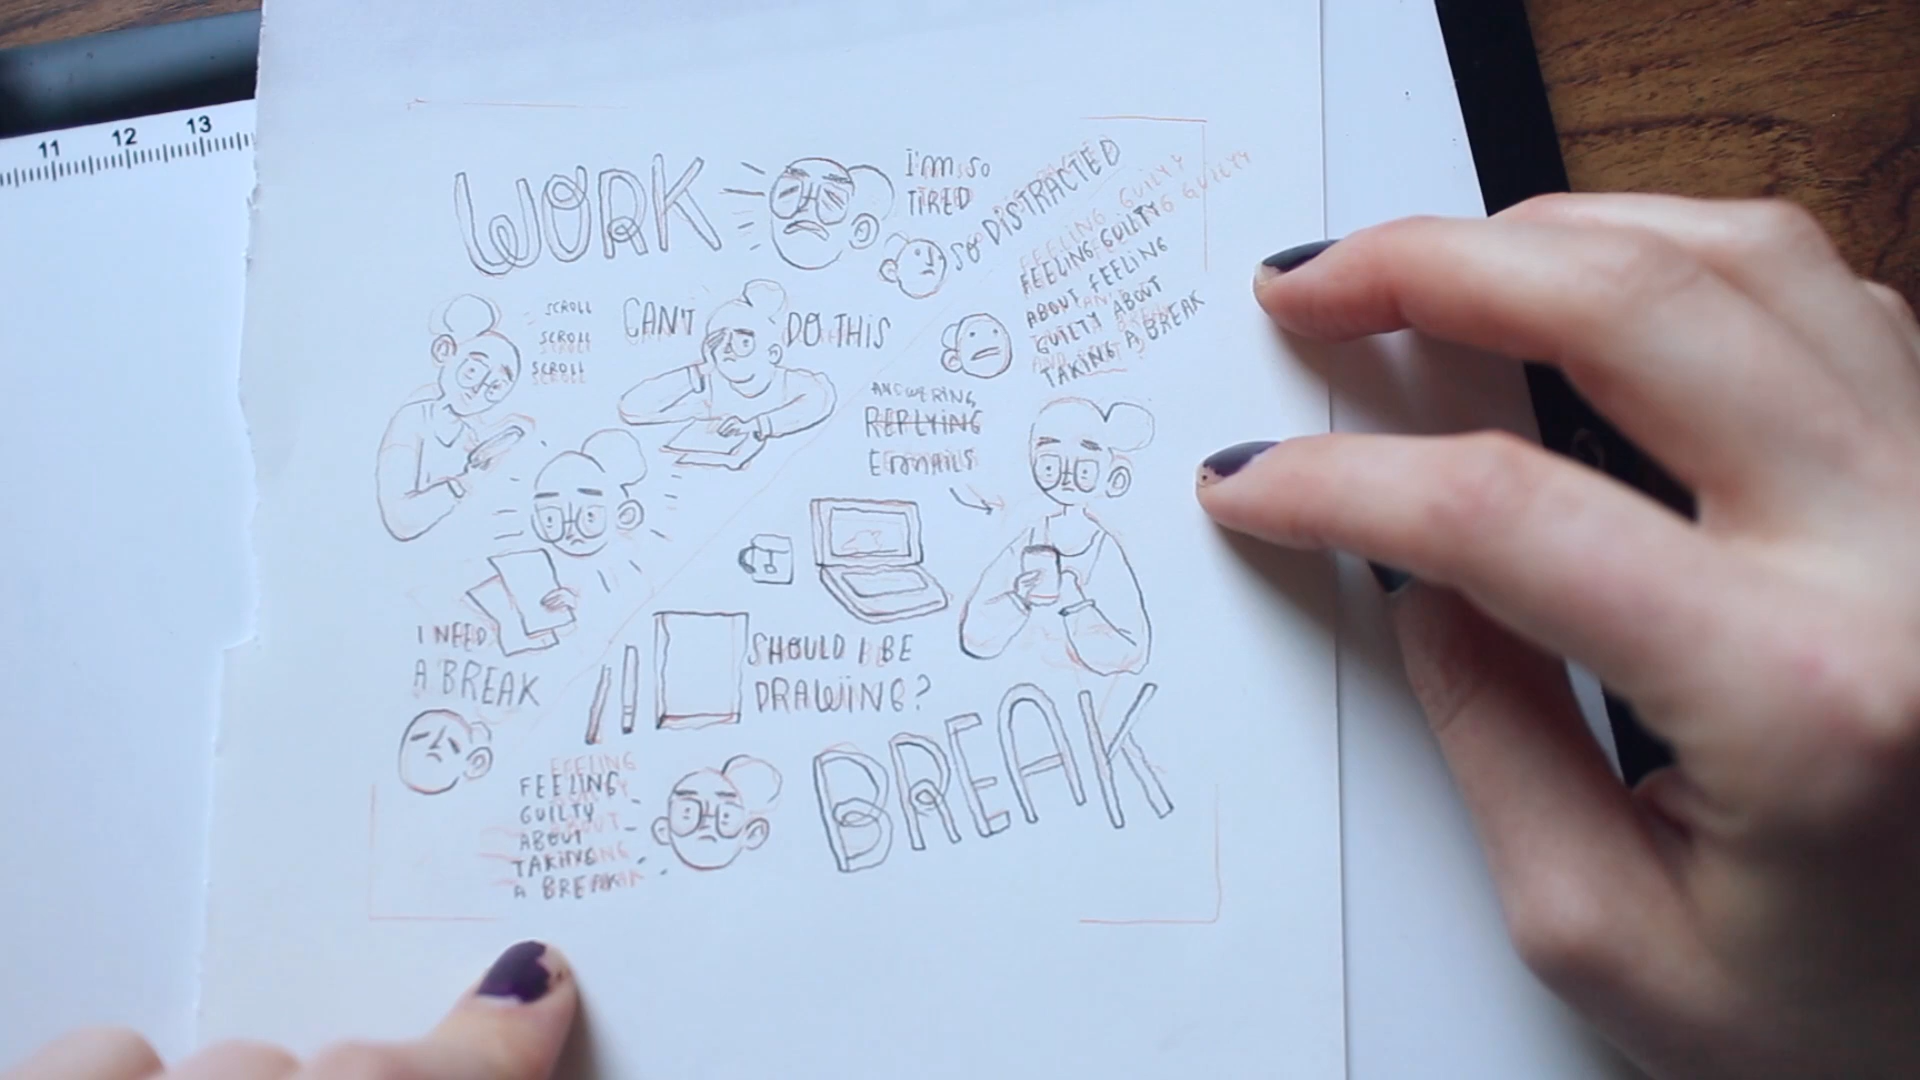 11 12 13
WORK
I'M SO
TIRED
SO DISTRACTED
FEELING GUILTY
ABOUT FEELING
GUILTY ABOUT
TAKING A BREAK
SCROLL
SCROLL
SCROLL
CAN'T DO THIS
ANSWERING
REPLYING
EMAILS
I NEED
A BREAK
SHOULD I BE
DRAWING?
FEELING
GUILTY
ABOUT
TAKING
A BREAK
BREAK